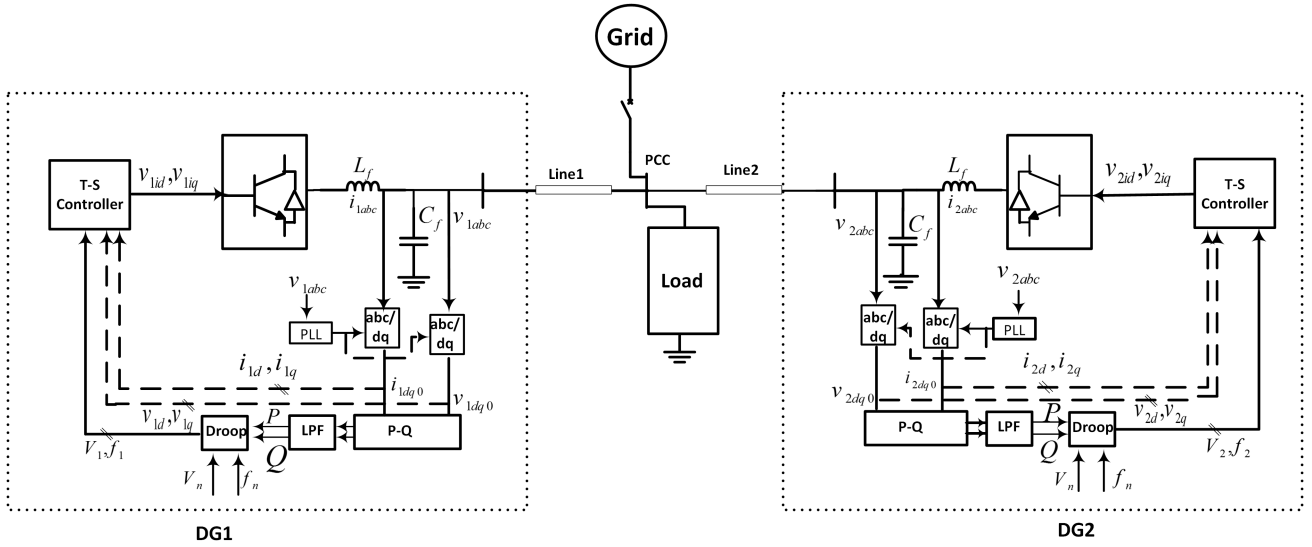 Grid
PCC
Line1
Line2
Load
T-S
Controller
v1id,v1iq
Lf
i1abc
Cf
v1abc
v1abc
PLL
abc/
dq
abc/
dq
i1d,i1q
i1dq0
v1dq0
v1d,v1q
P
Q
Droop
LPF
P-Q
V1,f1
Vn
fn
DG1
Lf
i2abc
v2id,v2iq
T-S
Controller
v2abc
Cf
v2abc
PLL
abc/
dq
abc/
dq
i2d,i2q
i2dq0
v2dq0
v2d,v2q
P-Q
LPF
P
Q
Droop
V2,f2
Vn
fn
DG2